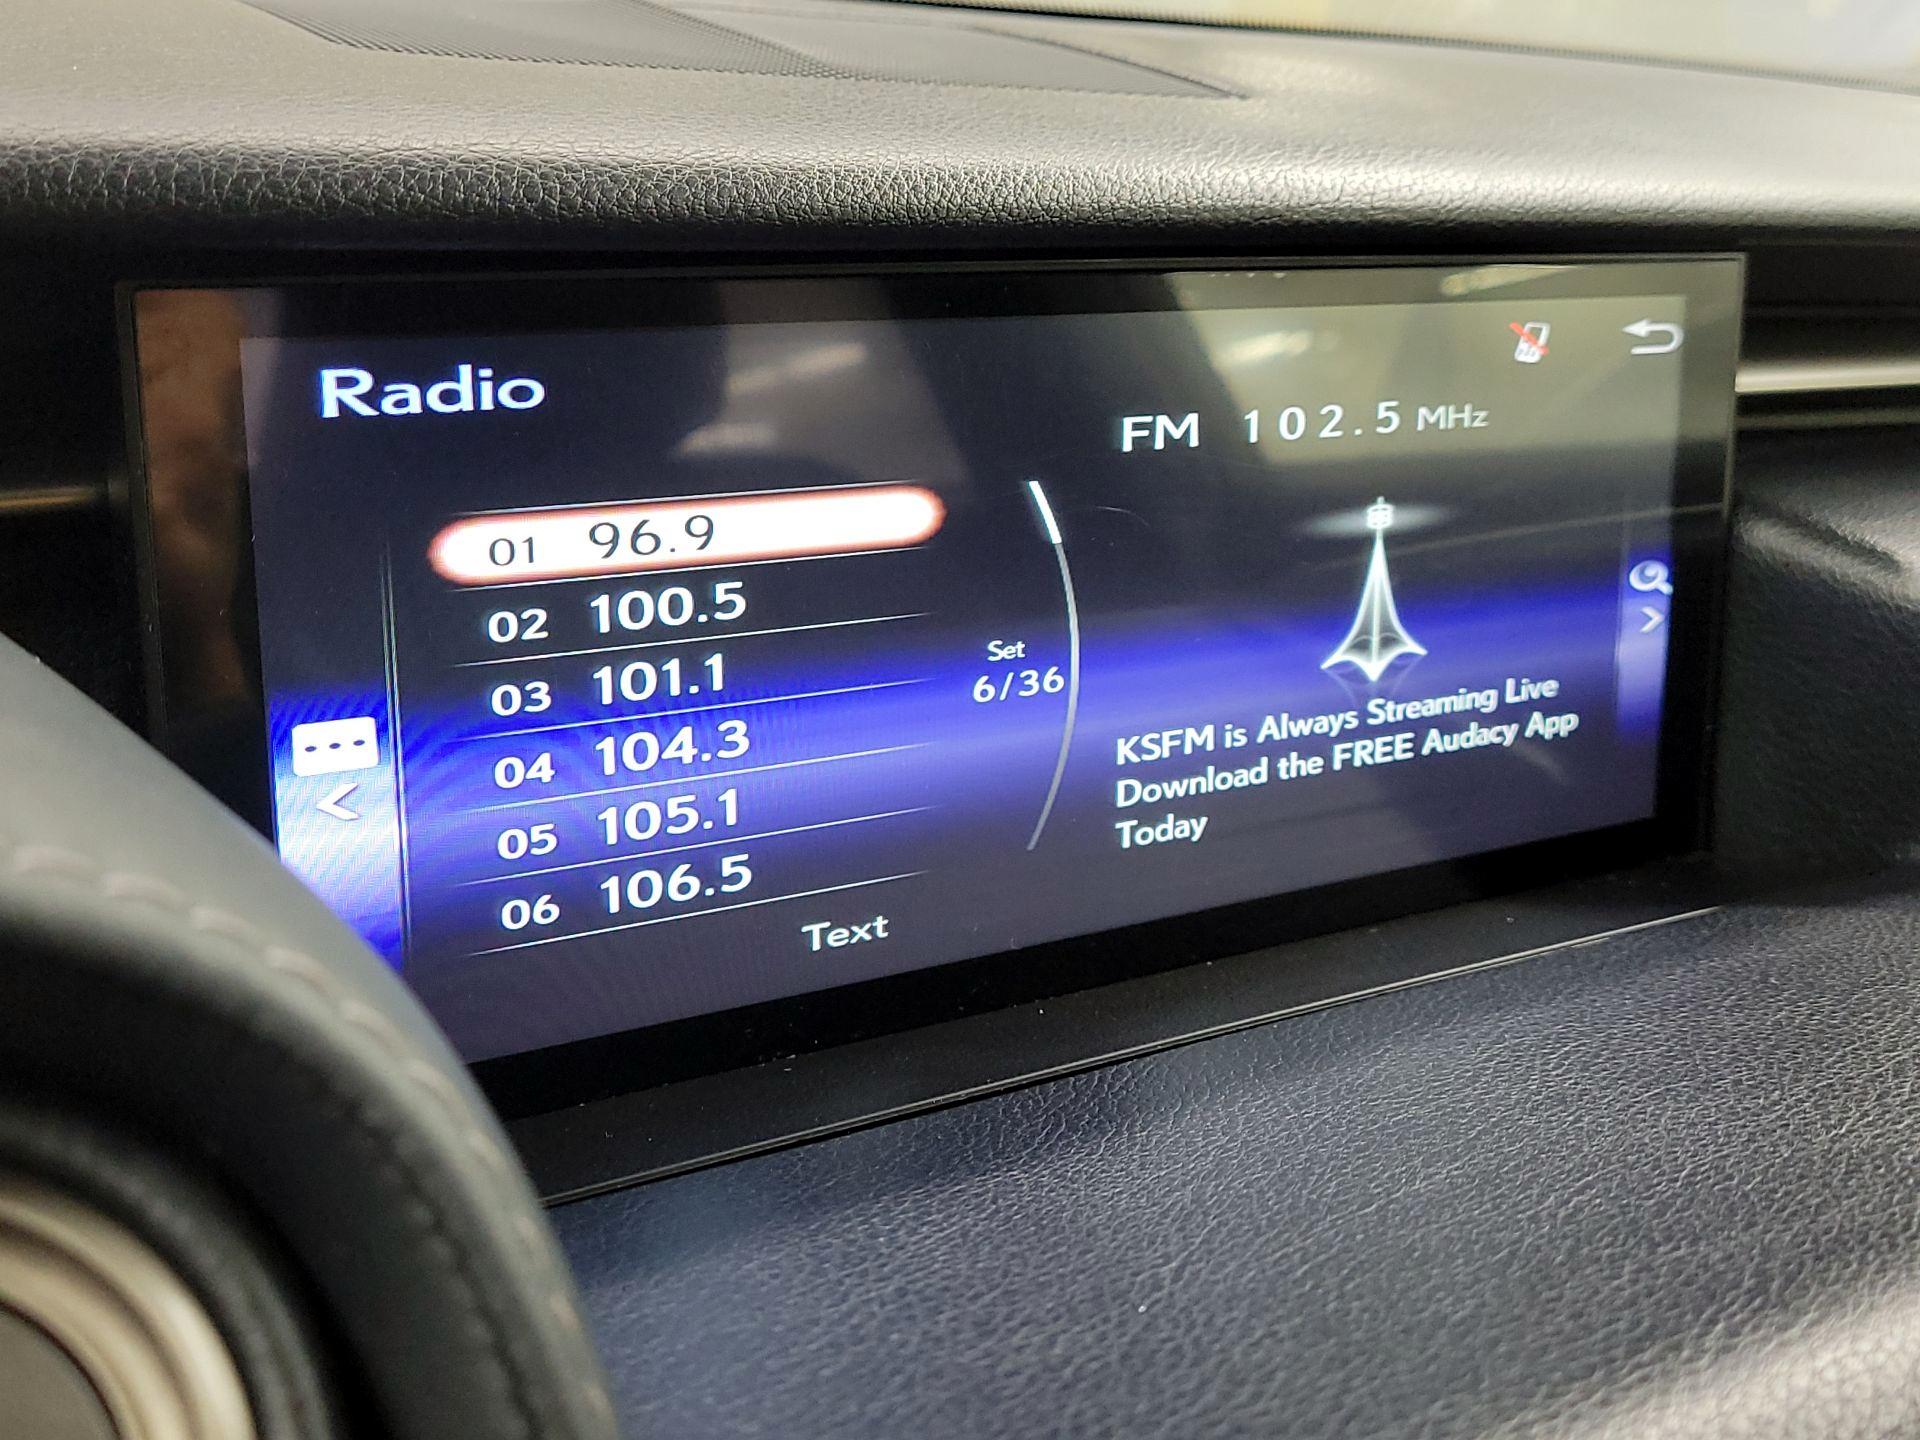 Radio
FM 102.5 MHz
01 96.9
02 100.5
03 101.1
04 104.3
05 105.1
06 106.5
Set
6/36
Text
KSFM is Always Streaming Live
Download the FREE Audacy App
Today